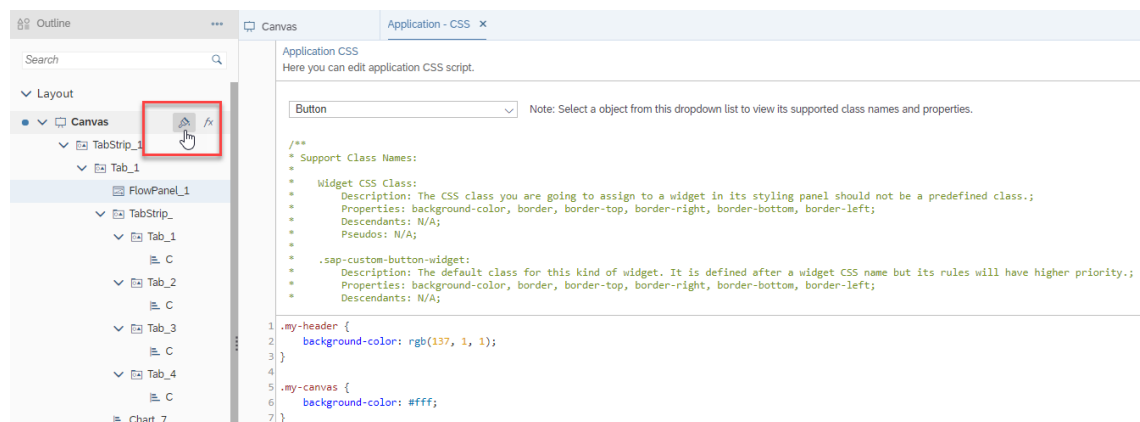 Outline
Search
Layout
Canvas
fx
TabStrip_1
Tab_1
FlowPanel_1
TabStrip_
Tab_1
C
Tab_2
C
Tab_3
C
Tab_4
C
Chart_7
Canvas
Application - CSS ×
Application CSS
Here you can edit application CSS script.
Button
Note: Select a object from this dropdown list to view its supported class names and properties.
/**
* Support Class Names:
*
* Widget CSS Class:
* Description: The CSS class you are going to assign to a widget in its styling panel should not be a predefined class.;
* Properties: background-color, border, border-top, border-right, border-bottom, border-left;
* Descendants: N/A;
* Pseudos: N/A;
*
* .sap-custom-button-widget:
* Description: The default class for this kind of widget. It is defined after a widget CSS name but its rules will have higher priority.;
* Properties: background-color, border, border-top, border-right, border-bottom, border-left;
* Descendants: N/A;
1 .my-header {
2 background-color: rgb(137, 1, 1);
3 }
4
5 .my-canvas {
6 background-color: #fff;
7 }